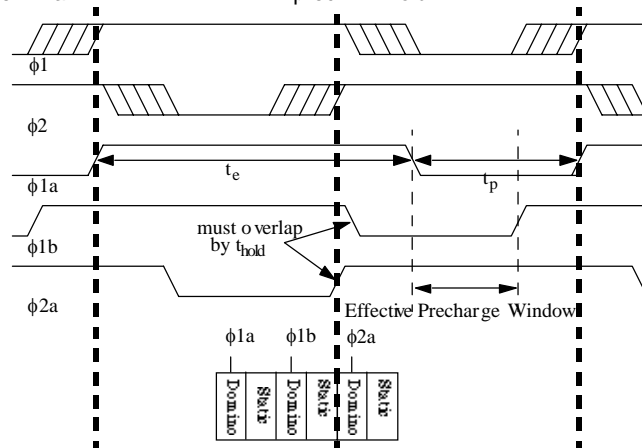 ϕ1
ϕ2
t_e
t_p
ϕ1a
must overlap
by t_hold
ϕ1b
ϕ2a
Effective Precharge Window
ϕ1a ϕ1b ϕ2a
Domino Static Domino Static Domino Static